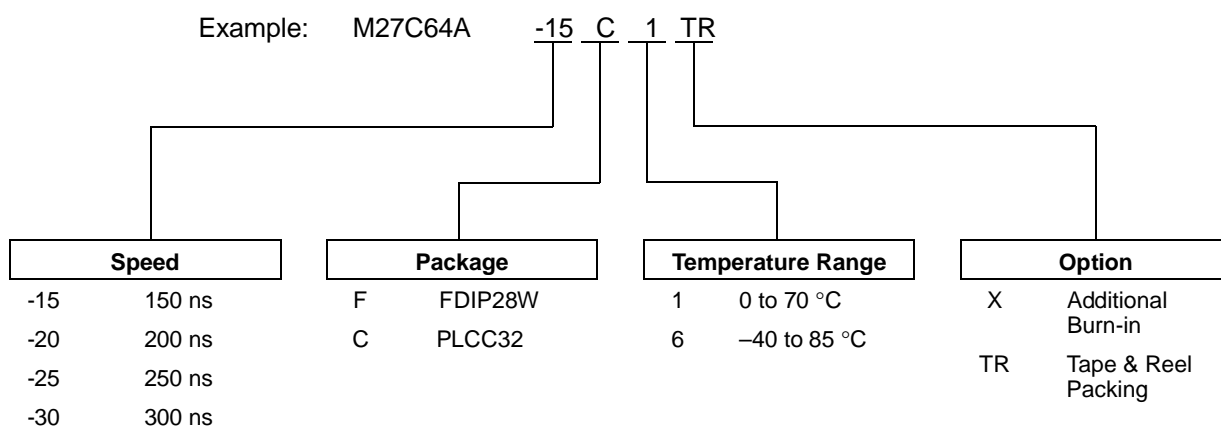 Example: M27C64A -15 C 1 TR
Speed
-15 150 ns
-20 200 ns
-25 250 ns
-30 300 ns
Package
F FDIP28W
C PLCC32
Temperature Range
1 0 to 70 °C
6 –40 to 85 °C
Option
X Additional
Burn-in
TR Tape & Reel
Packing